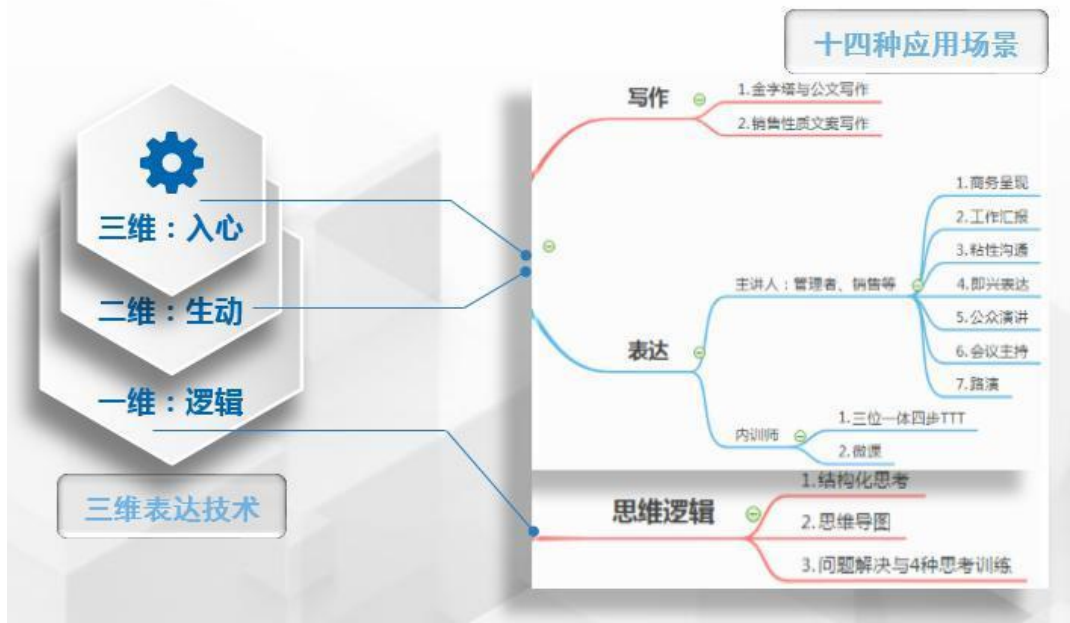 十四种应用场景
三维：入心
二维：生动
一维：逻辑
三维表达技术
写作
1.金字塔与公文写作
2.销售性质文案写作
表达
主讲人：管理者、销售等
1.商务呈现
2.工作汇报
3.粘性沟通
4.即兴表达
5.公众演讲
6.会议主持
7.路演
内训师
1.三位一体四步TTT
2.微课
思维逻辑
1.结构化思考
2.思维导图
3.问题解决与4种思考训练